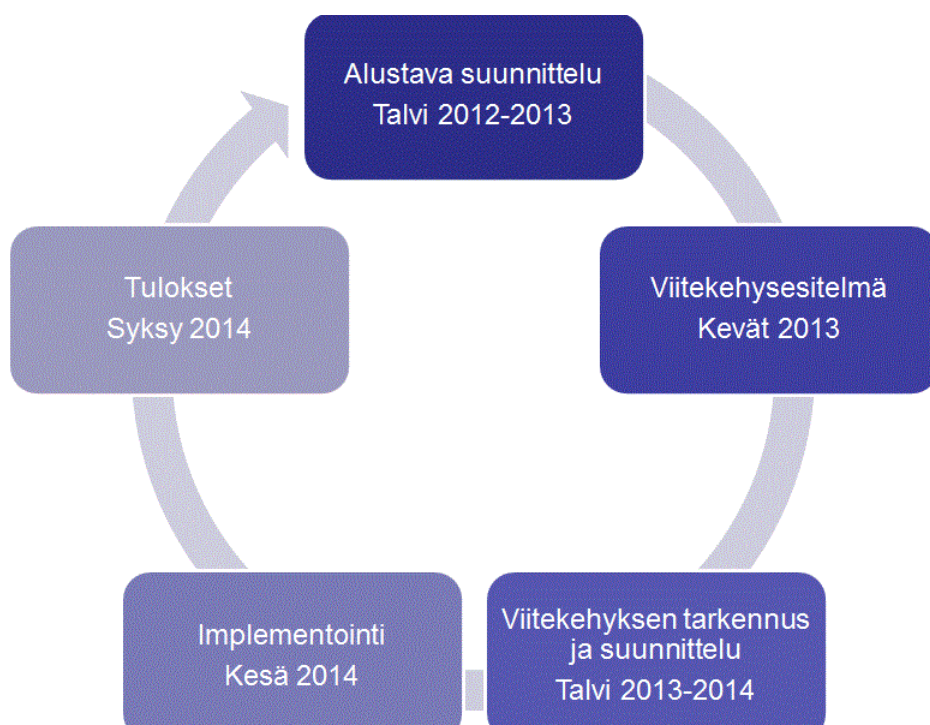 Alustava suunnittelu
Talvi 2012-2013
Viitekehysesitelmä
Kevät 2013
Viitekehyksen tarkennus
ja suunnittelu
Talvi 2013-2014
Implementointi
Kesä 2014
Tulokset
Syksy 2014